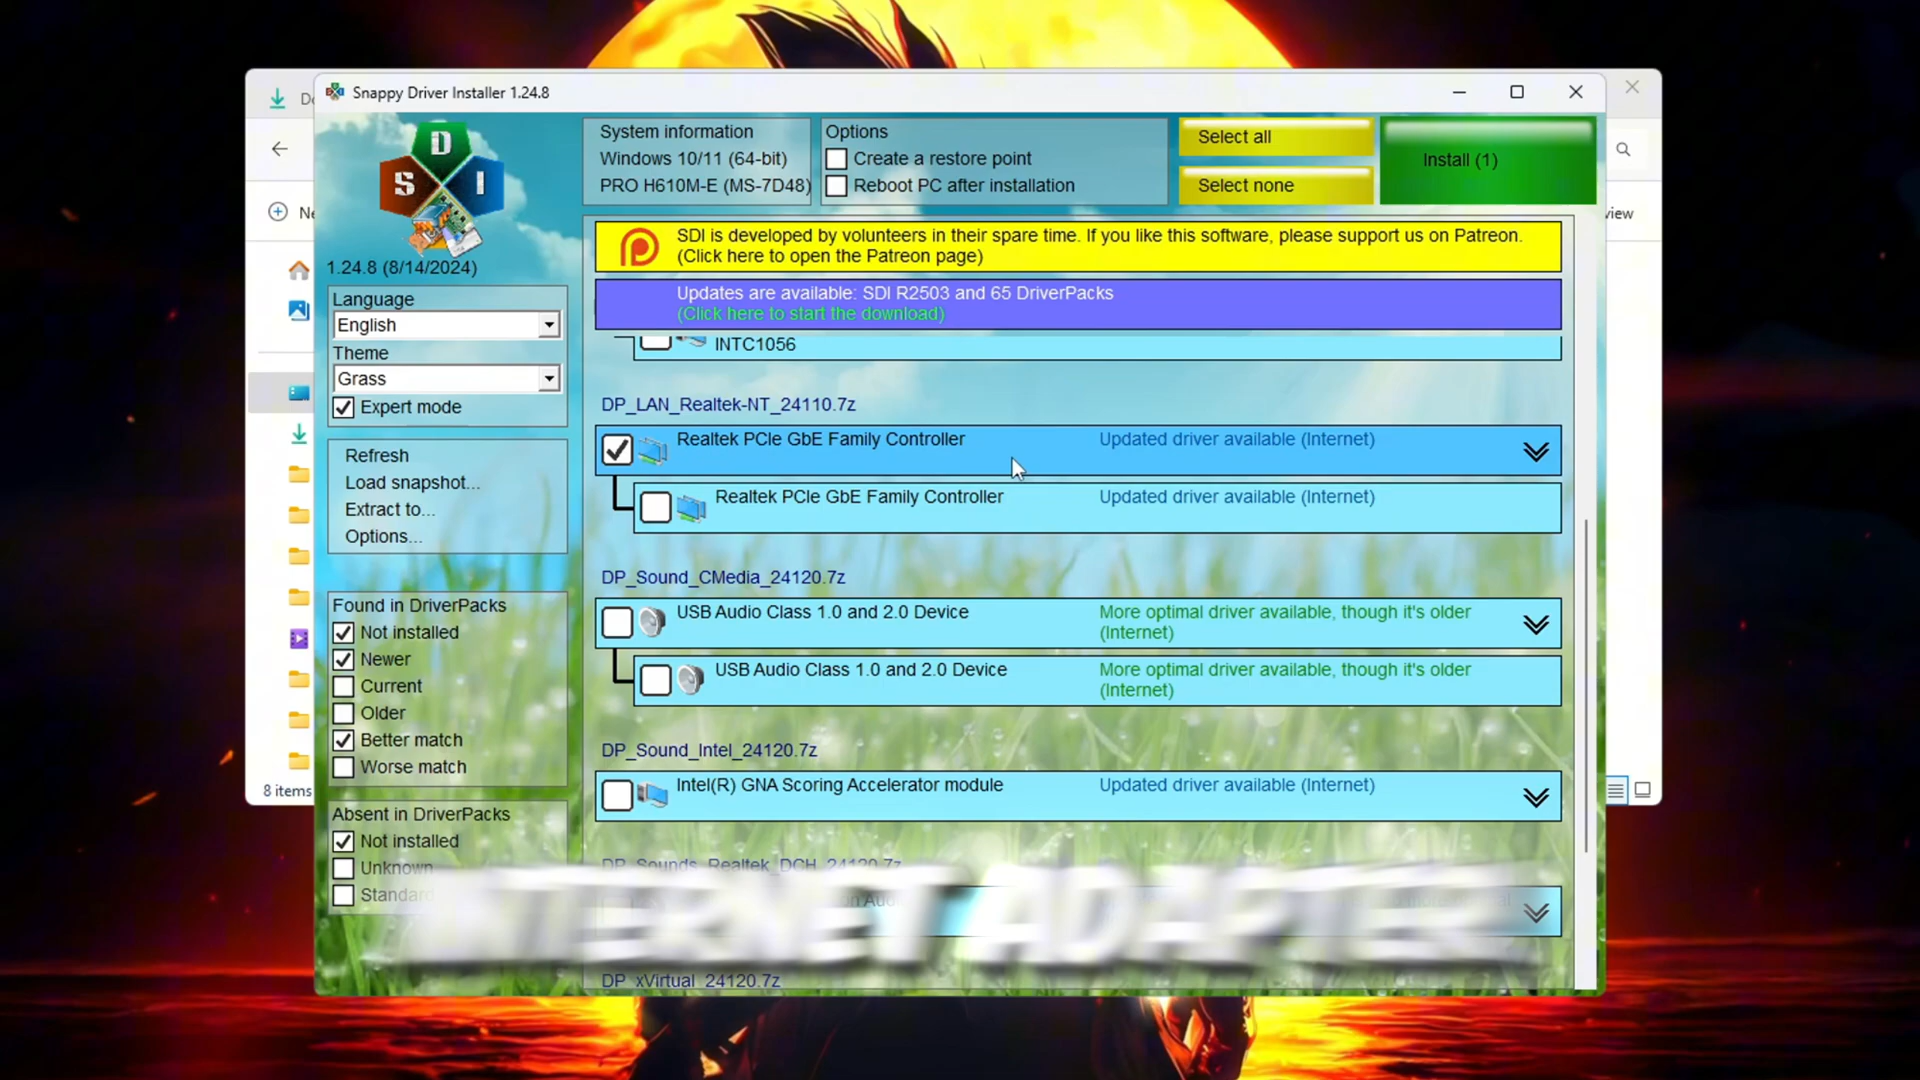 Snappy Driver Installer 1.24.8
D
S
I
1.24.8 (8/14/2024)
Language
English
Theme
Grass
Expert mode
Refresh
Load snapshot...
Extract to...
Options...
Found in DriverPacks
Not installed
Newer
Current
Older
Better match
Worse match
Absent in DriverPacks
Not installed
Unknown
Standard
8 items
System information
Windows 10/11 (64-bit)
PRO H610M-E (MS-7D48)
Options
Create a restore point
Reboot PC after installation
Select all
Select none
Install (1)
SDI is developed by volunteers in their spare time. If you like this software, please support us on Patreon.
(Click here to open the Patreon page)
Updates are available: SDI R2503 and 65 DriverPacks
(Click here to start the download)
INTC1056
DP_LAN_Realtek-NT_24110.7z
Realtek PCIe GbE Family Controller Updated driver available (Internet)
Realtek PCIe GbE Family Controller Updated driver available (Internet)
DP_Sound_CMedia_24120.7z
USB Audio Class 1.0 and 2.0 Device More optimal driver available, though it's older
(Internet)
USB Audio Class 1.0 and 2.0 Device More optimal driver available, though it's older
(Internet)
DP_Sound_Intel_24120.7z
Intel(R) GNA Scoring Accelerator module Updated driver available (Internet)
DP_Sounds_Realtek_DCH_24120.7z
INTERNET ADAPTER
DP_xVirtual_24120.7z